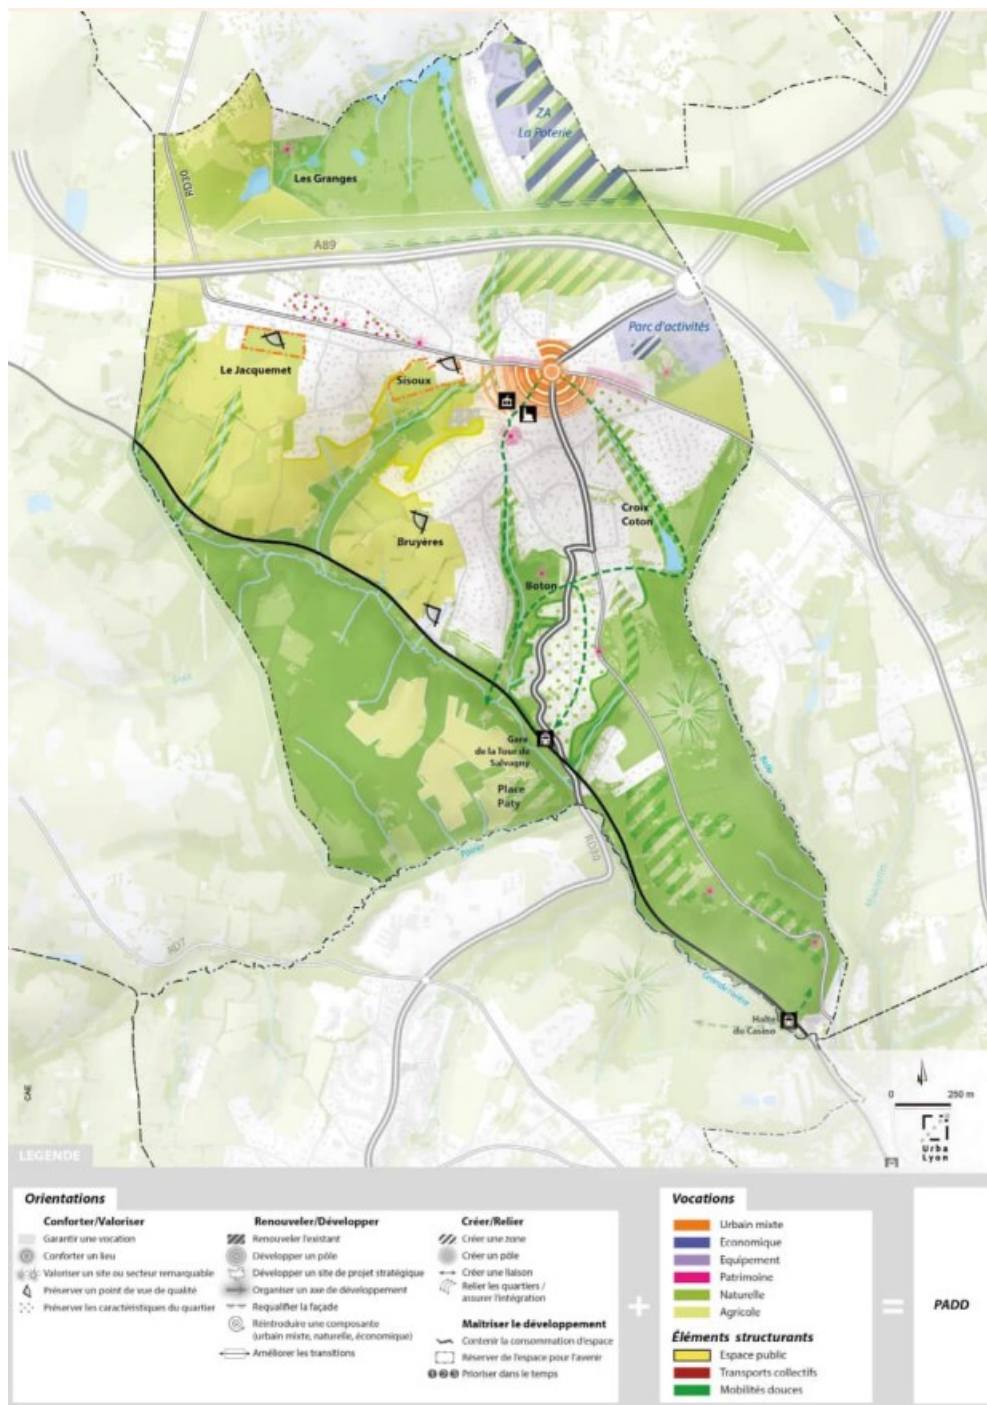 ZA
La Poterie
Les Granges
RD30
A89
Parc d'activités
Le Jacquemet
Sisoux
Croix
Coton
Bruyères
Boton
Gare
de la Tour de
Salvagny
Place
Paty
RD30
RD7
Halte
du Casino
0 250 m
Urba
Lyon
CAE
LEGENDE
Orientations
Conforter/Valoriser
Garantir une vocation
Conforter un lieu
Valoriser un site ou secteur remarquable
Préserver un point de vue de qualité
Préserver les caractéristiques du quartier
Renouveler/Développer
Renouveler l'existant
Développer un pôle
Développer un site de projet stratégique
Organiser un axe de développement
Requalifier la façade
Réintroduire une composante
(urbain mixte, naturelle, économique)
Améliorer les transitions
Créer/Relier
Créer une zone
Créer un pôle
Créer une liaison
Relier les quartiers /
assurer l'intégration
Maîtriser le développement
Contenir la consommation d'espace
Réserver de l'espace pour l'avenir
1 2 3 Prioriser dans le temps
+
Vocations
Urbain mixte
Economique
Equipement
Patrimoine
Naturelle
Agricole
Éléments structurants
Espace public
Transports collectifs
Mobilités douces
=
PADD